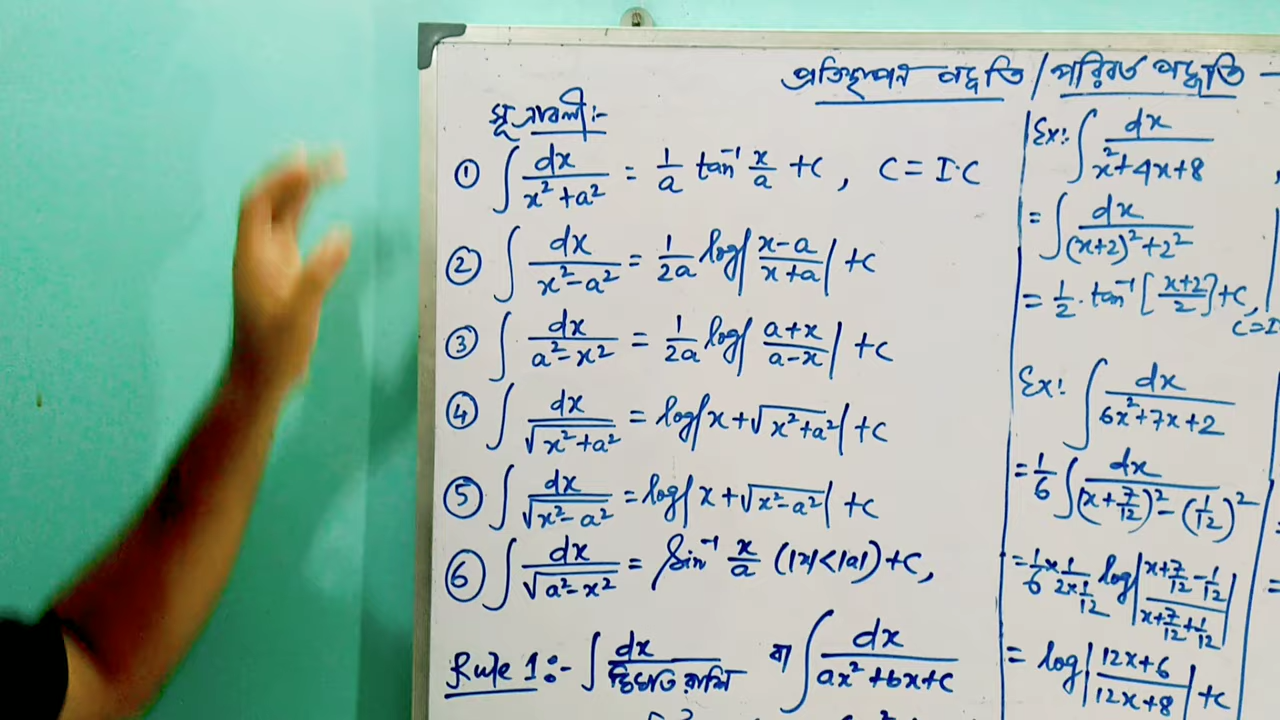 প্রতিস্থাপন পদ্ধতি / পরিবর্ত পদ্ধতি -
সূত্রাবলী:-
① ∫ dx/(x²+a²) = 1/a tan⁻¹ x/a + c, C = I.C
② ∫ dx/(x²-a²) = 1/2a log|(x-a)/(x+a)| + c
③ ∫ dx/(a²-x²) = 1/2a log|(a+x)/(a-x)| + c
④ ∫ dx/√(x²+a²) = log|x+√(x²+a²)| + c
⑤ ∫ dx/√(x²-a²) = log|x+√(x²-a²)| + c
⑥ ∫ dx/√(a²-x²) = Sin⁻¹ x/a (|x|<|a|) + c,
Rule 1:- ∫ dx/দ্বিঘাত রাশি বা ∫ dx/(ax²+bx+c)
Ex: ∫ dx/(x²+4x+8),
= ∫ dx/((x+2)²+2²)
= 1/2 . tan⁻¹ [(x+2)/2] + c,
C = I
Ex: ∫ dx/(6x²+7x+2)
= 1/6 ∫ dx/((x+7/12)²-(1/12)²)
= 1/6 × 1/(2×1/12) log|(x+7/12-1/12)/(x+7/12+1/12)|
= log|(12x+6)/(12x+8)| + c